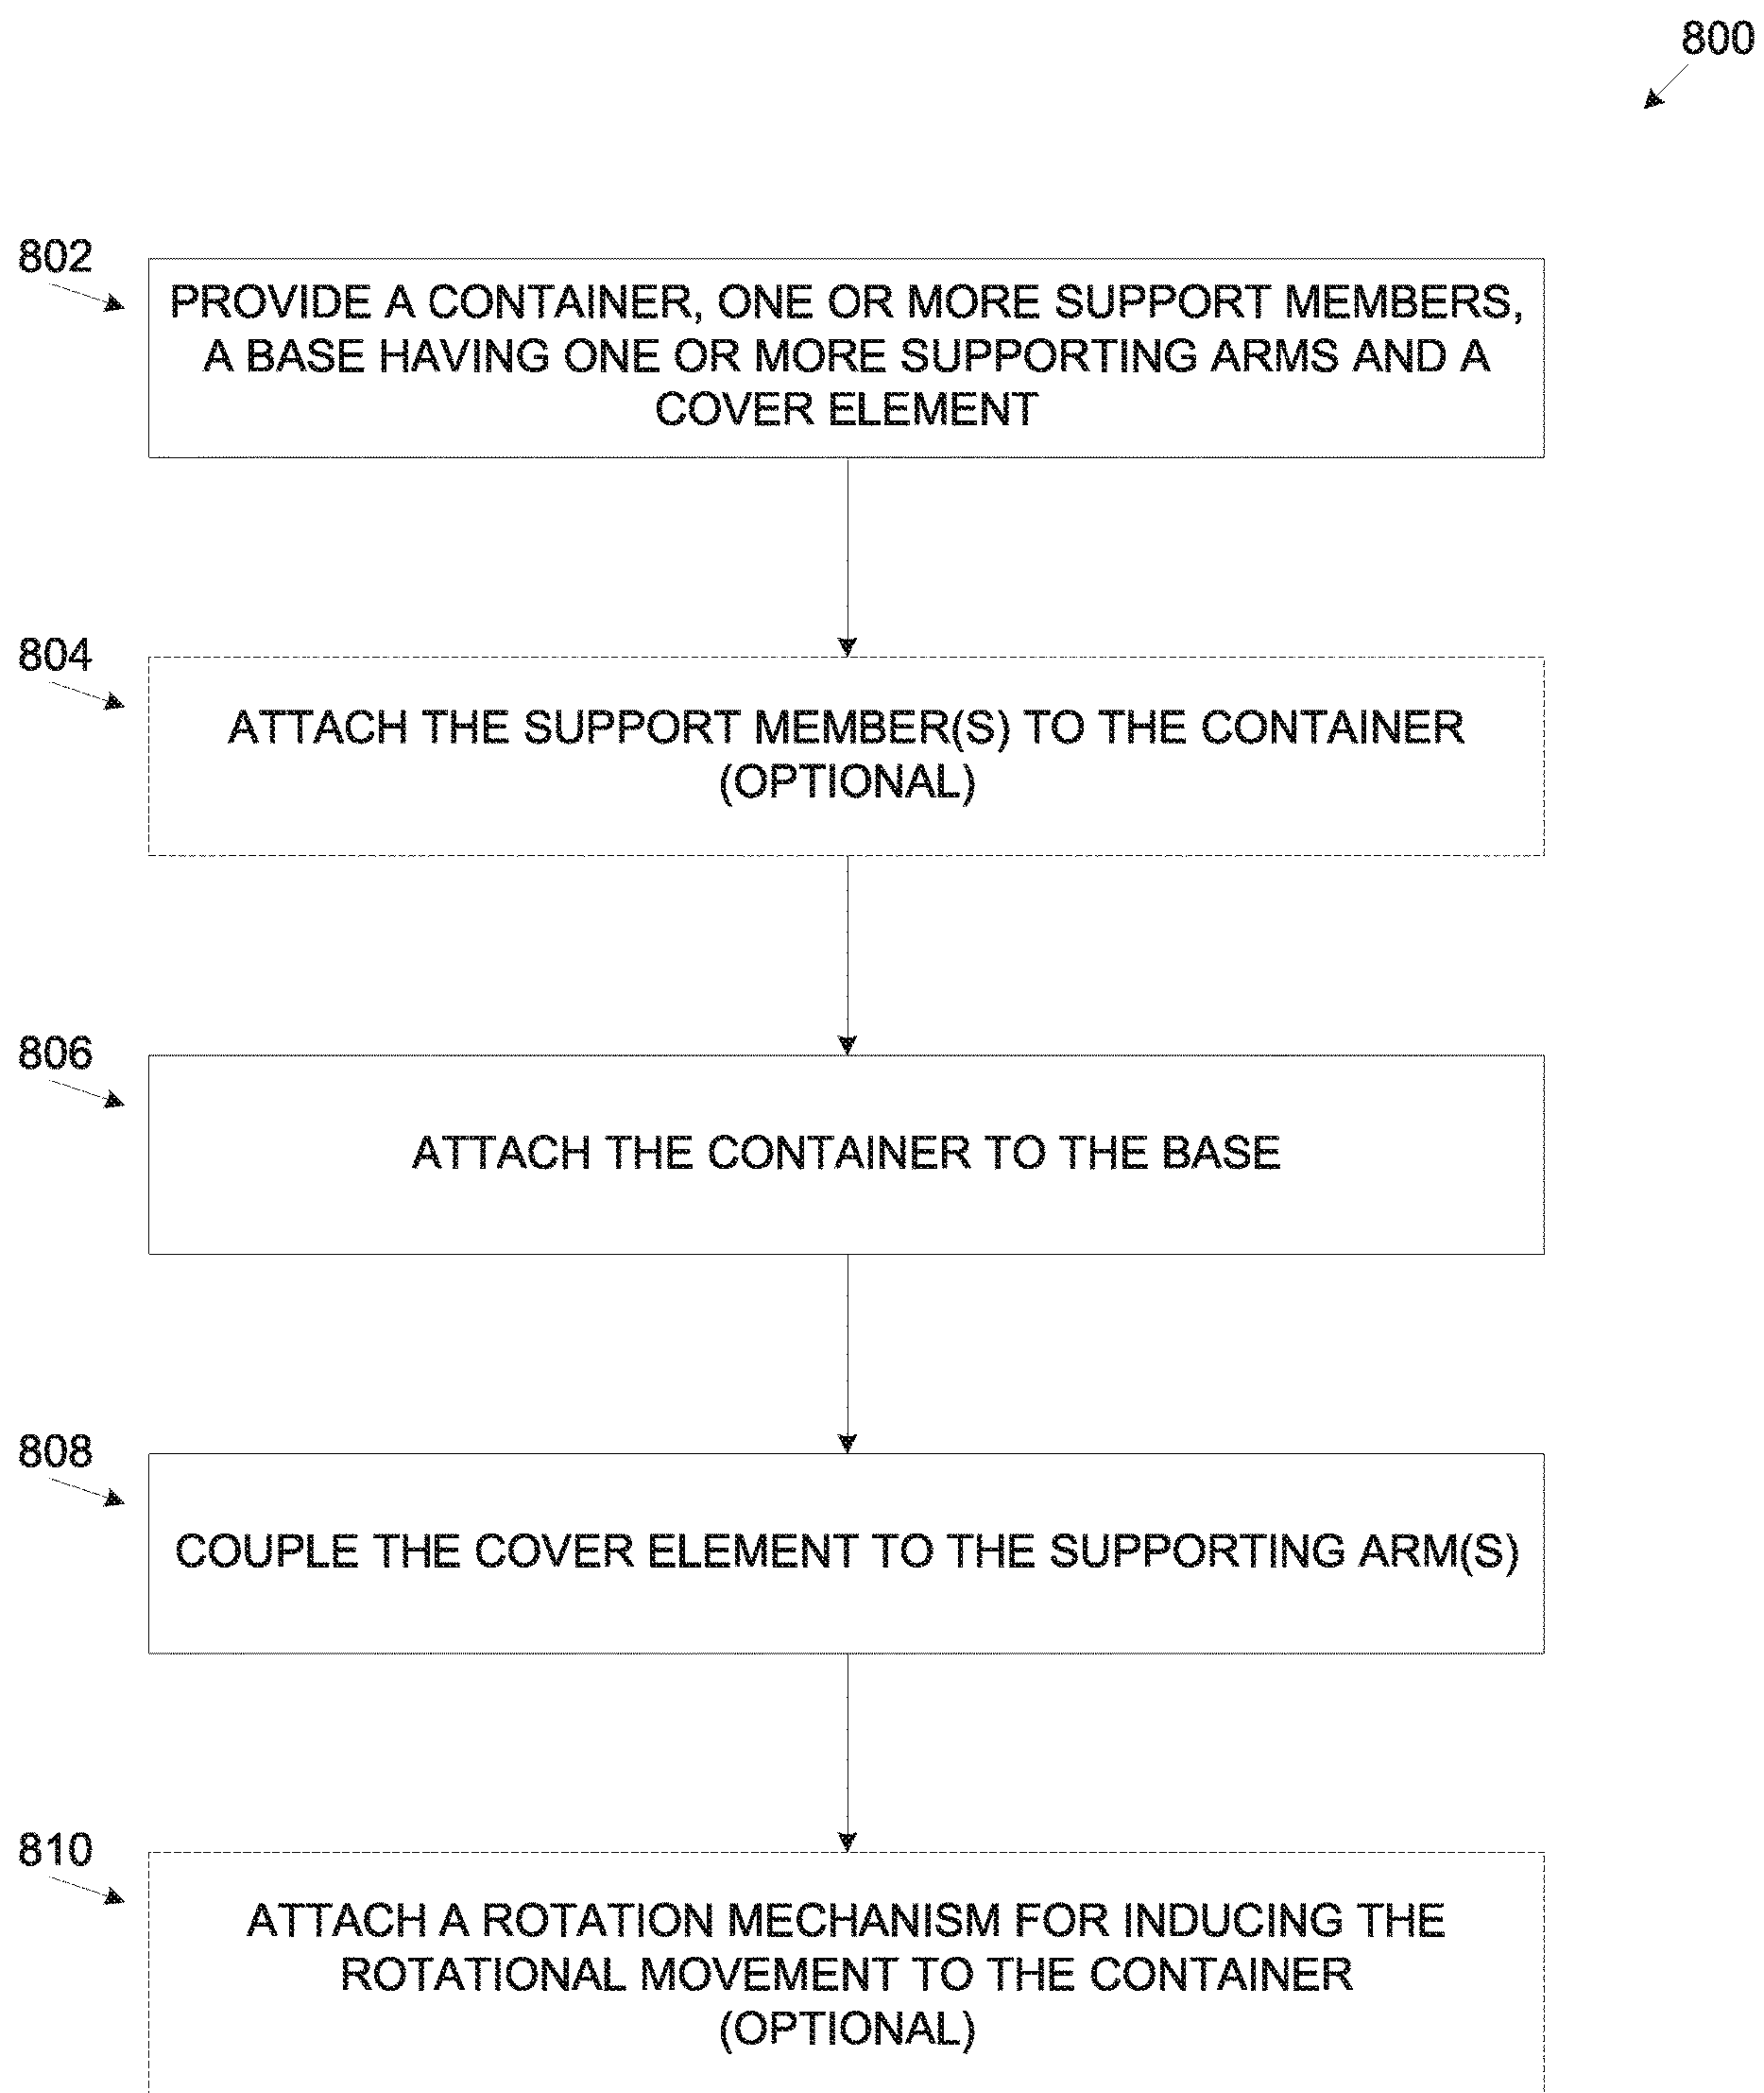 800
802
PROVIDE A CONTAINER, ONE OR MORE SUPPORT MEMBERS,
A BASE HAVING ONE OR MORE SUPPORTING ARMS AND A
COVER ELEMENT
804
ATTACH THE SUPPORT MEMBER(S) TO THE CONTAINER
(OPTIONAL)
806
ATTACH THE CONTAINER TO THE BASE
808
COUPLE THE COVER ELEMENT TO THE SUPPORTING ARM(S)
810
ATTACH A ROTATION MECHANISM FOR INDUCING THE
ROTATIONAL MOVEMENT TO THE CONTAINER
(OPTIONAL)